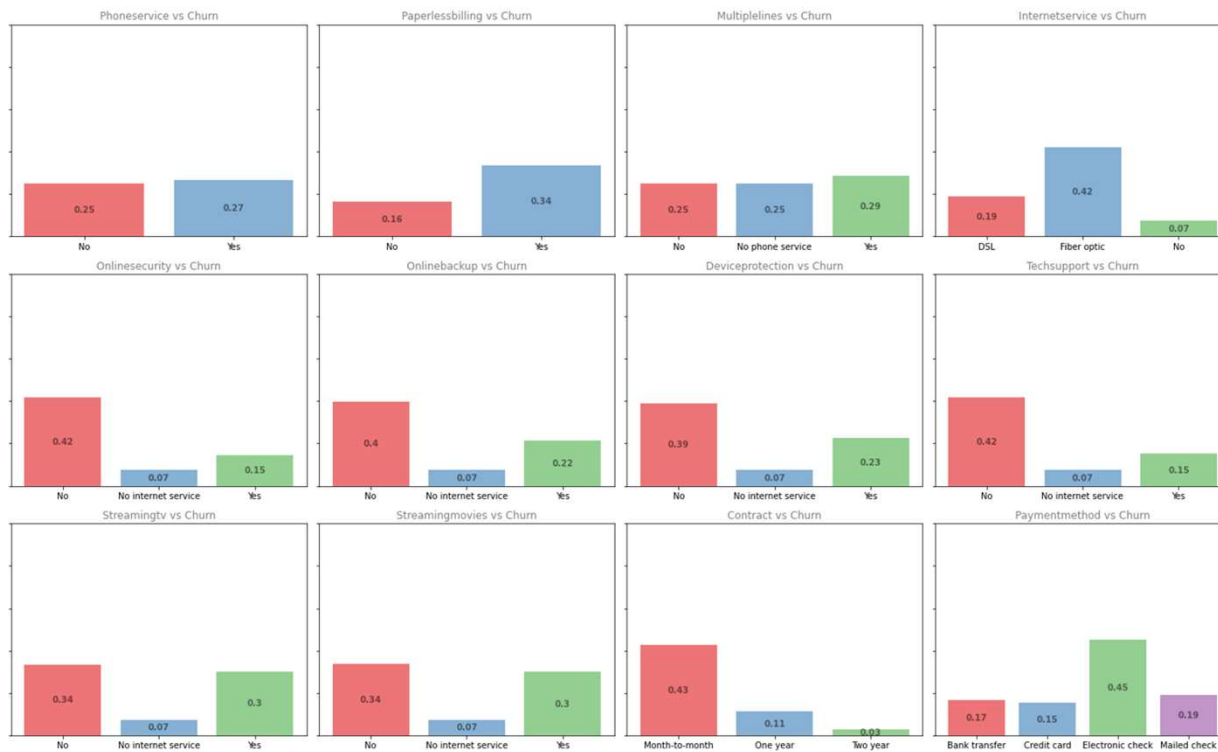 Phoneservice vs Churn
0.25
0.27
No
Yes
Paperlessbilling vs Churn
0.16
0.34
No
Yes
Multiplelines vs Churn
0.25
0.25
0.29
No
No phone service
Yes
Internetservice vs Churn
0.19
0.42
0.07
DSL
Fiber optic
No
Onlinesecurity vs Churn
0.42
0.07
0.15
No
No internet service
Yes
Onlinebackup vs Churn
0.4
0.07
0.22
No
No internet service
Yes
Deviceprotection vs Churn
0.39
0.07
0.23
No
No internet service
Yes
Techsupport vs Churn
0.42
0.07
0.15
No
No internet service
Yes
Streamingtv vs Churn
0.34
0.07
0.3
No
No internet service
Yes
Streamingmovies vs Churn
0.34
0.07
0.3
No
No internet service
Yes
Contract vs Churn
0.43
0.11
0.03
Month-to-month
One year
Two year
Paymentmethod vs Churn
0.17
0.15
0.45
0.19
Bank transfer
Credit card
Electronic check
Mailed check